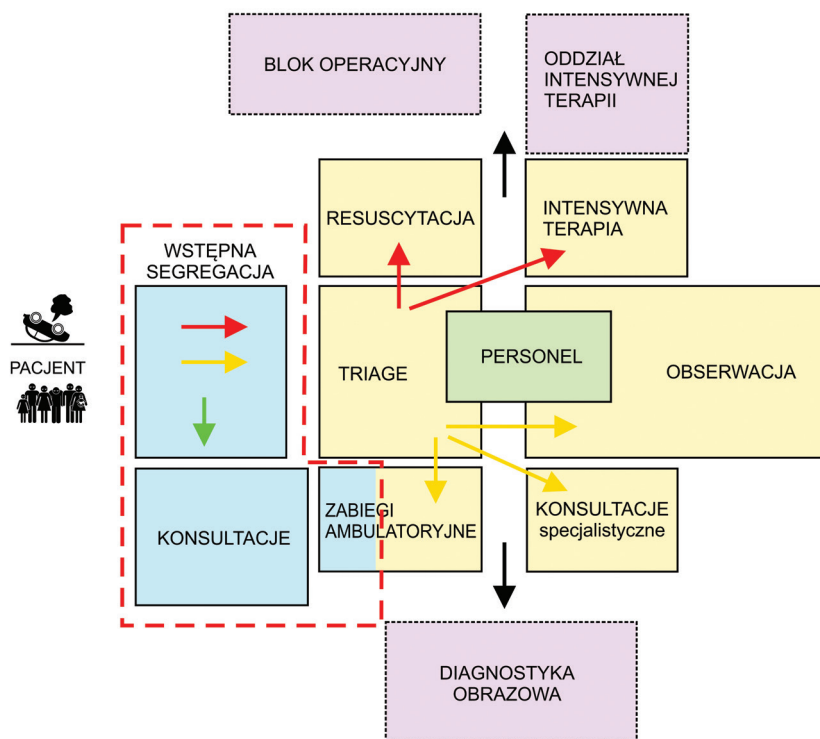 BLOK OPERACYJNY
ODDZIAŁ
INTENSYWNEJ
TERAPII
RESUSCYTACJA
INTENSYWNA
TERAPIA
WSTĘPNA
SEGREGACJA
PACJENT
TRIAGE
PERSONEL
OBSERWACJA
KONSULTACJE
ZABIEGI
AMBULATORYJNE
KONSULTACJE
specjalistyczne
DIAGNOSTYKA
OBRAZOWA